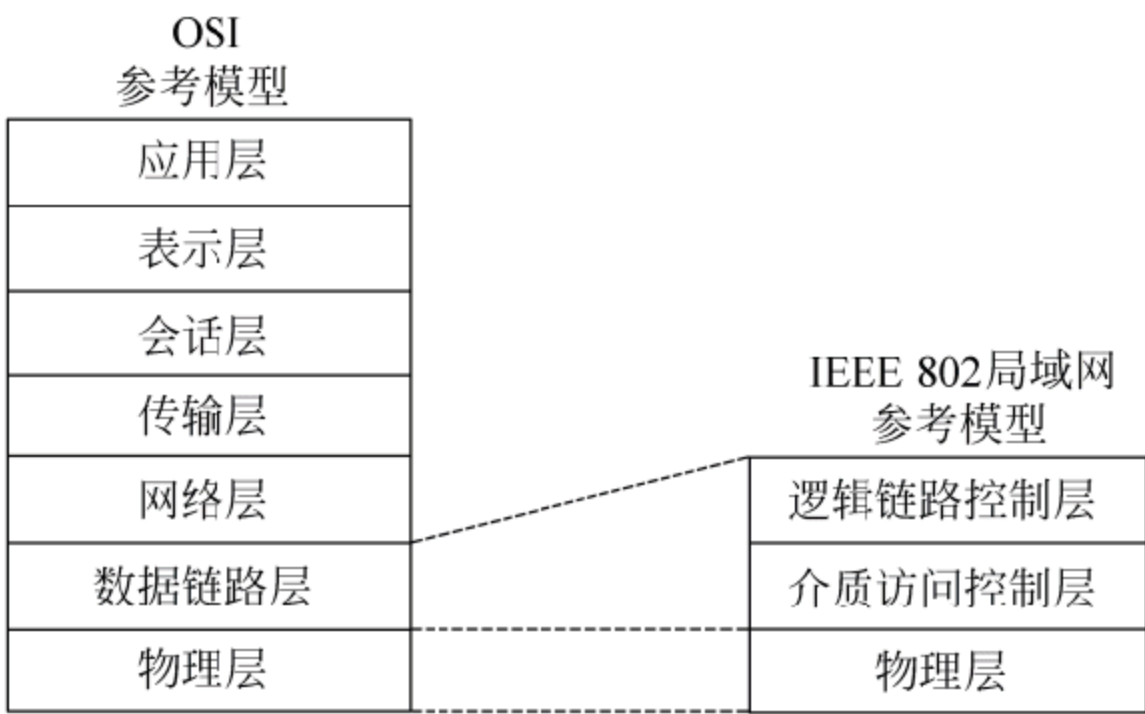 OSI
参考模型
应用层
表示层
会话层
传输层
网络层
数据链路层
物理层
IEEE 802局域网
参考模型
逻辑链路控制层
介质访问控制层
物理层